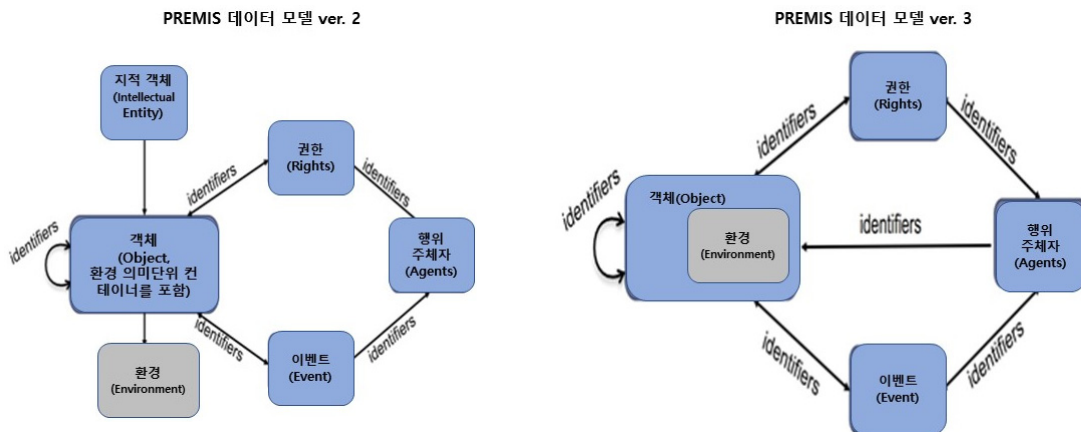 PREMIS 데이터 모델 ver. 2
지적 객체
(Intellectual
Entity)
identifiers
권한
(Rights)
identifiers
identifiers
객체
(Object,
환경 의미단위 컨
테이너를 포함)
행위
주체자
(Agents)
identifiers
identifiers
이벤트
(Event)
환경
(Environment)
PREMIS 데이터 모델 ver. 3
권한
(Rights)
identifiers
identifiers
identifiers
객체(Object)
환경
(Environment)
identifiers
행위
주체자
(Agents)
identifiers
identifiers
이벤트
(Event)